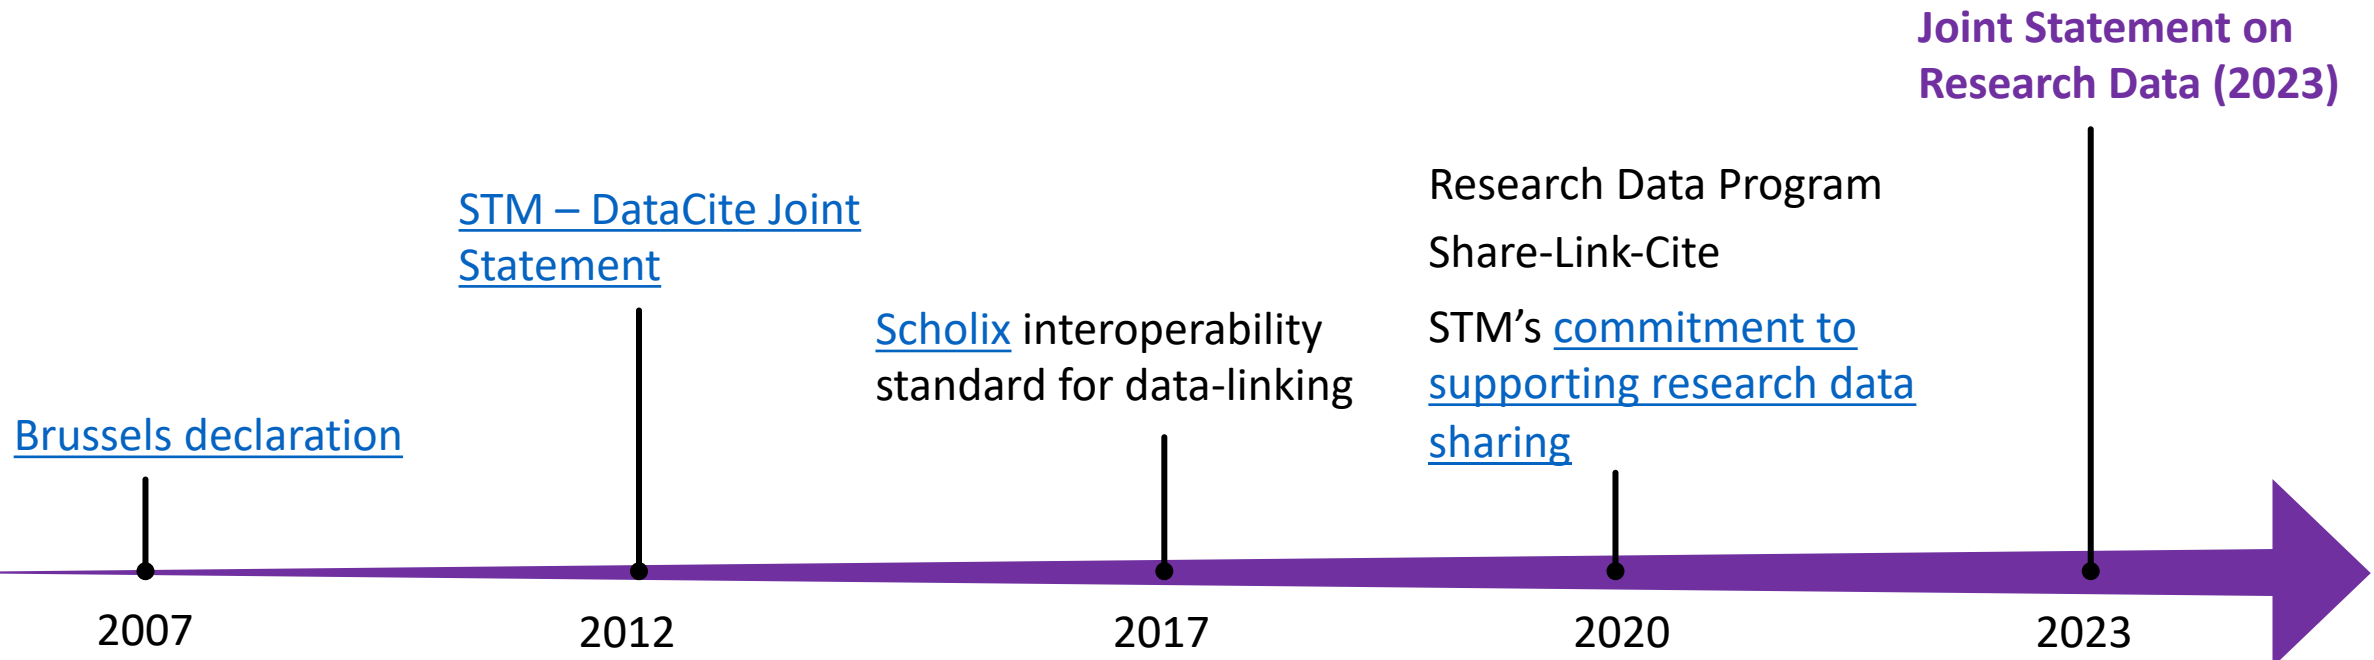 Joint Statement on
Research Data (2023)
Research Data Program
Share-Link-Cite
STM’s commitment to
supporting research data
sharing
STM – DataCite Joint
Statement
Scholix interoperability
standard for data-linking
Brussels declaration
2007
2012
2017
2020
2023